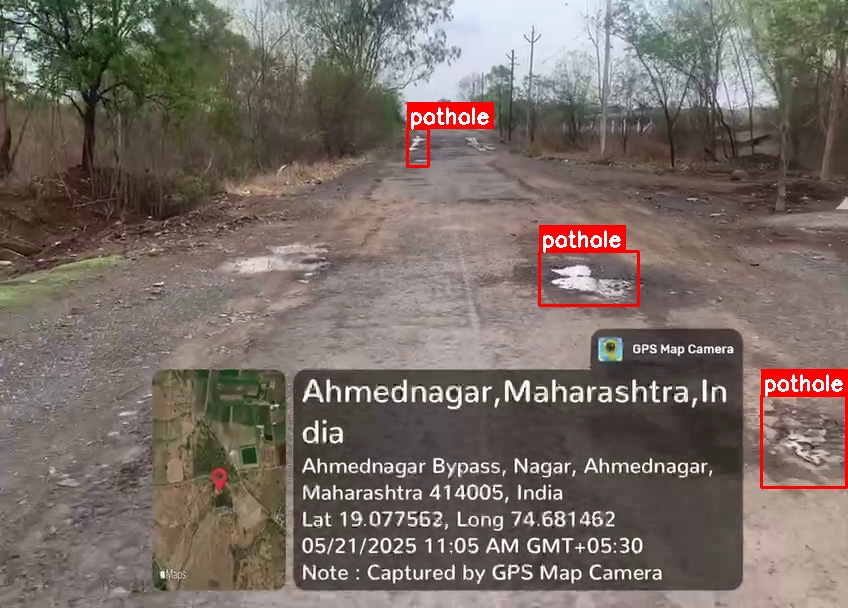 pothole
pothole
pothole
GPS Map Camera
Ahmednagar,Maharashtra,In
dia
Ahmednagar Bypass, Nagar, Ahmednagar,
Maharashtra 414005, India
Lat 19.077562, Long 74.681462
05/21/2025 11:05 AM GMT+05:30
Note : Captured by GPS Map Camera
Maps